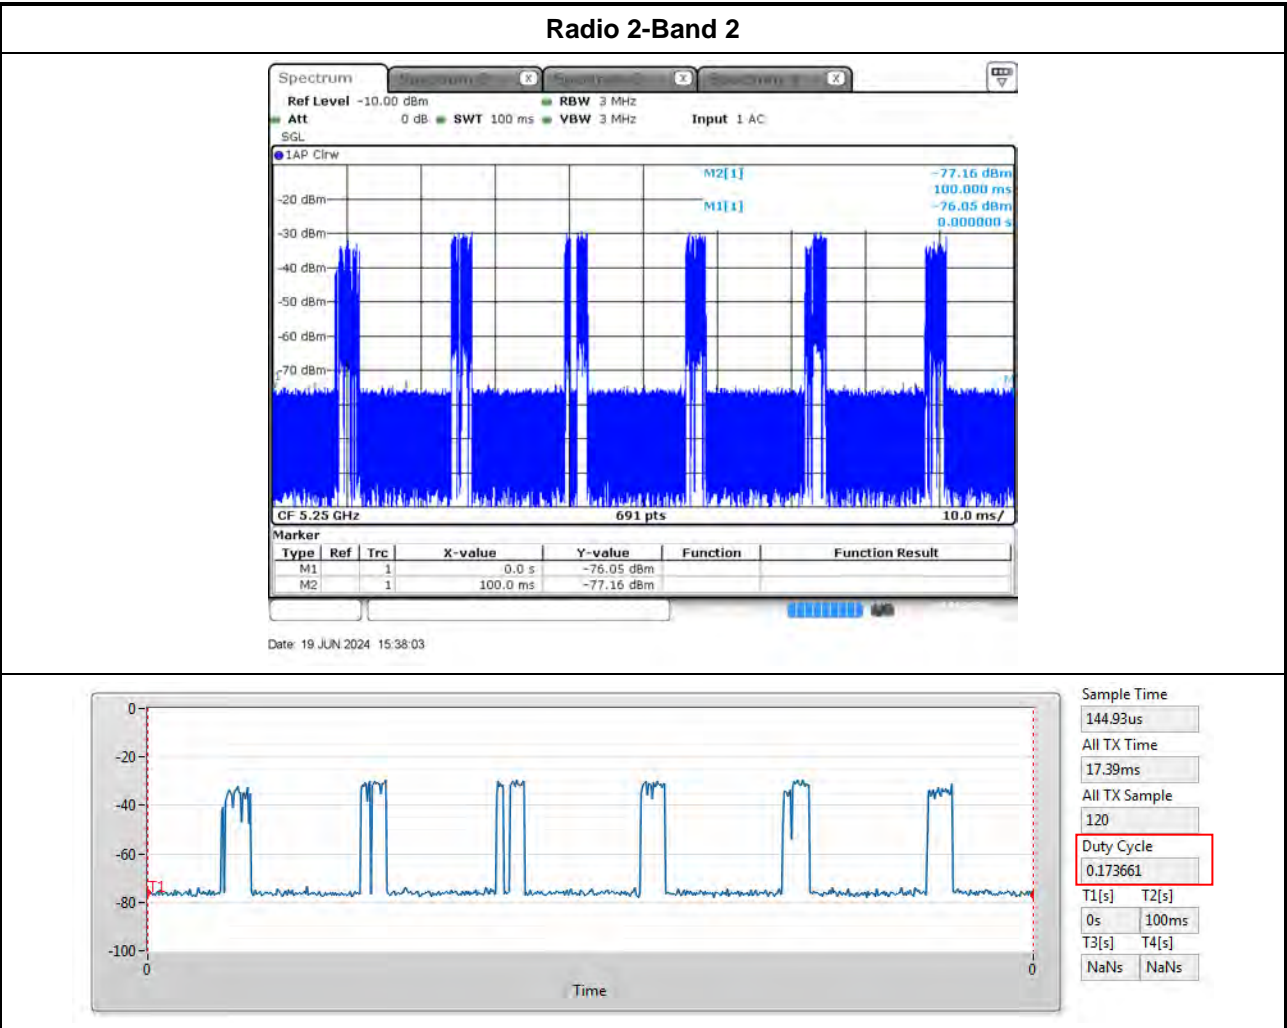 Radio 2-Band 2
Spectrum
Ref Level -10.00 dBm RBW 3 MHz
Att 0 dB SWT 100 ms VBW 3 MHz Input 1 AC
SGL
1AP Clrw
M2[1] -77.16 dBm
100.000 ms
M1[1] -76.05 dBm
0.000000 s
-20 dBm
-30 dBm
-40 dBm
-50 dBm
-60 dBm
-70 dBm
CF 5.25 GHz 691 pts 10.0 ms/
Marker
Type Ref Trc X-value Y-value Function Function Result
M1 1 0.0 s -76.05 dBm
M2 1 100.0 ms -77.16 dBm
Date: 19 JUN 2024 15:38:03
0
-20
-40
-60
-80
-100
T1
0 0
Time
Sample Time
144.93us
All TX Time
17.39ms
All TX Sample
120
Duty Cycle
0.173661
T1[s] T2[s]
0s 100ms
T3[s] T4[s]
NaNs NaNs